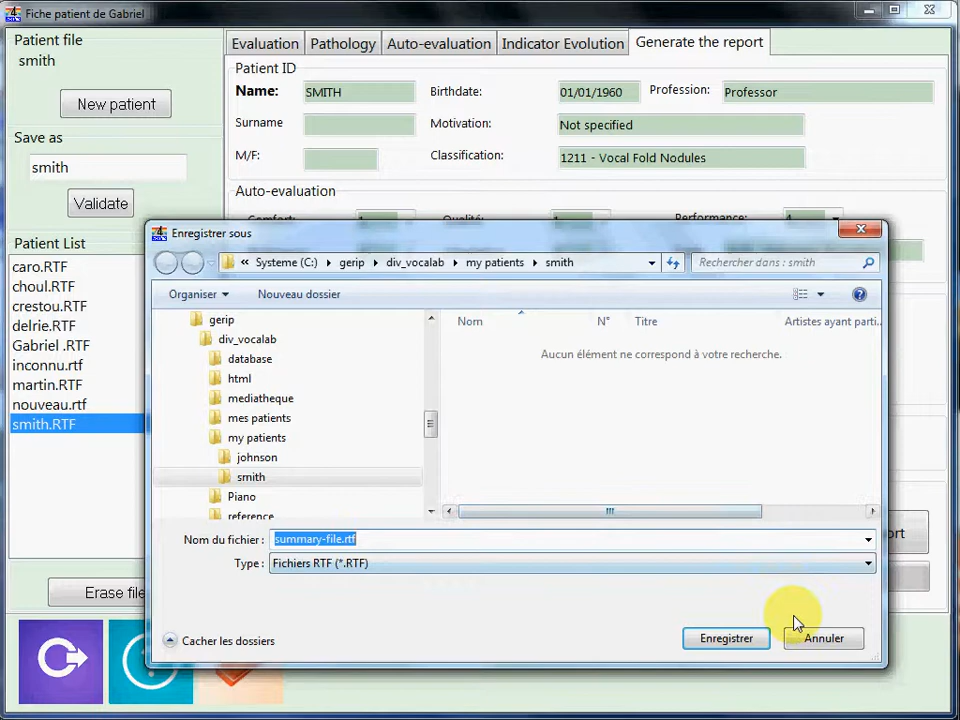 Fiche patient de Gabriel
Patient file
smith
New patient
Save as
smith
Validate
Patient List
caro.RTF
choul.RTF
crestou.RTF
delrie.RTF
Gabriel .RTF
inconnu.rtf
martin.RTF
nouveau.rtf
smith.RTF
Erase file
Evaluation
Pathology
Auto-evaluation
Indicator Evolution
Generate the report
Patient ID
Name: SMITH Birthdate: 01/01/1960 Profession: Professor
Surname Motivation: Not specified
M/F: Classification: 1211 - Vocal Fold Nodules
Auto-evaluation
Comfort: 1 Qualité: 1 Performance: 4
Enregistrer sous
« Systeme (C:) gerip div_vocalab my patients smith
Rechercher dans : smith
Organiser Nouveau dossier
gerip
div_vocalab
database
html
mediatheque
mes patients
my patients
johnson
smith
Piano
reference
Nom N° Titre Artistes ayant parti...
Aucun élément ne correspond à votre recherche.
Nom du fichier : summary-file.rtf
Type : Fichiers RTF (*.RTF)
Cacher les dossiers
Enregistrer
Annuler
ort